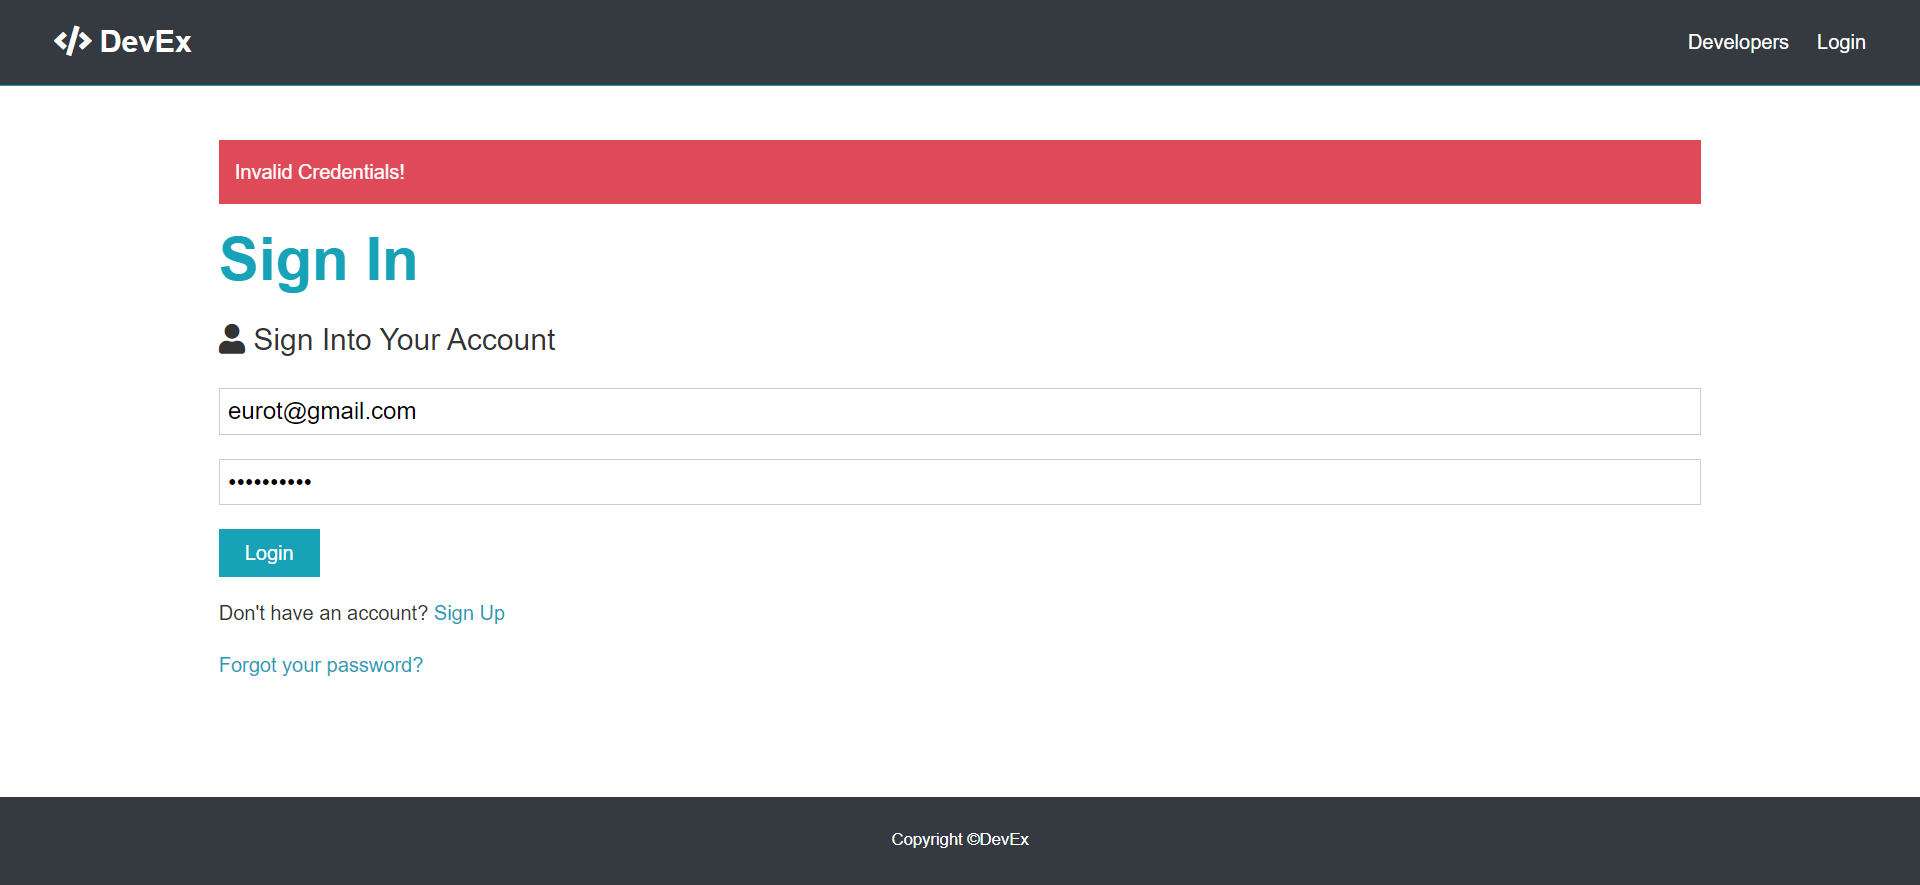 DevEx
Developers Login
Invalid Credentials!
Sign In
Sign Into Your Account
eurot@gmail.com
••••••••••
Login
Don't have an account? Sign Up
Forgot your password?
Copyright ©DevEx